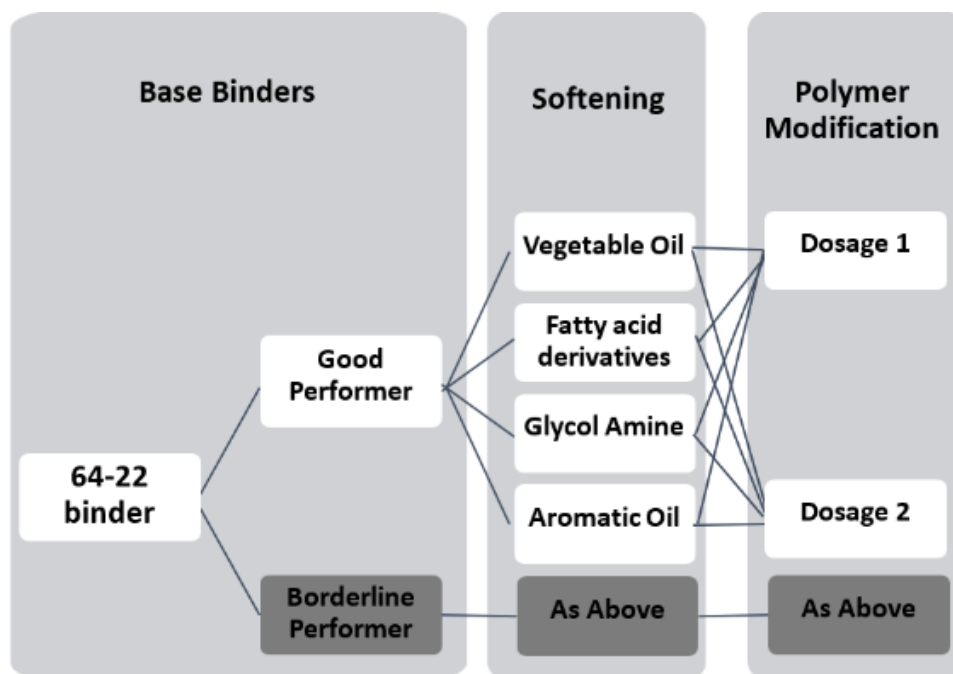 Base Binders
Softening
Polymer
Modification
Vegetable Oil
Dosage 1
Fatty acid
derivatives
Good
Performer
Glycol Amine
64-22
binder
Aromatic Oil
Dosage 2
Borderline
Performer
As Above
As Above